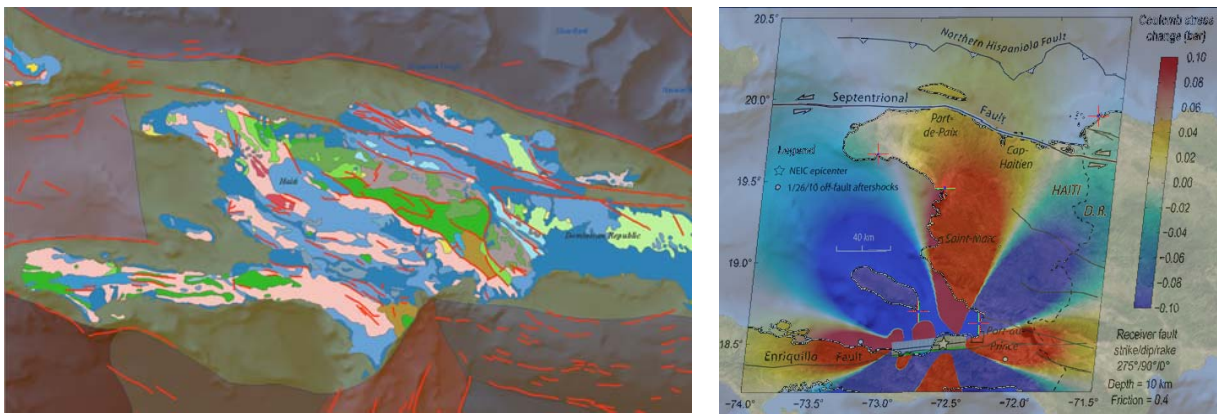 Haiti
Dominican Republic
20.5°
20.0°
19.5°
19.0°
18.5°
-74.0°
-73.5°
-73.0°
-72.5°
-72.0°
-71.5°
Northern Hispaniola Fault
Septentrional
Fault
Port-
de-Paix
Cap-
Haitien
Legend
NEIC epicenter
1/26/10 off-fault aftershocks
HAITI
D. R.
40 km
Saint-Marc
Port-au-
Prince
Enriquillo
Fault
Coulomb stress
change (bar)
0.10
0.08
0.06
0.04
0.02
0.00
-0.02
-0.04
-0.06
-0.08
-0.10
Receiver fault
strike/dip/rake
275°/90°/0°
Depth = 10 km
Friction = 0.4